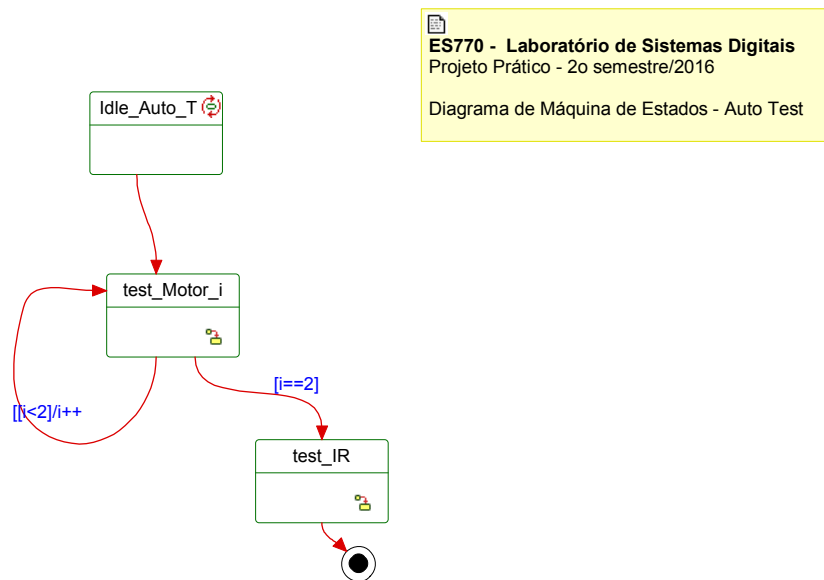 ES770 - Laboratório de Sistemas Digitais
Projeto Prático - 2o semestre/2016
Diagrama de Máquina de Estados - Auto Test
Idle_Auto_T
test_Motor_i
[[i<2]/i++
[i==2]
test_IR